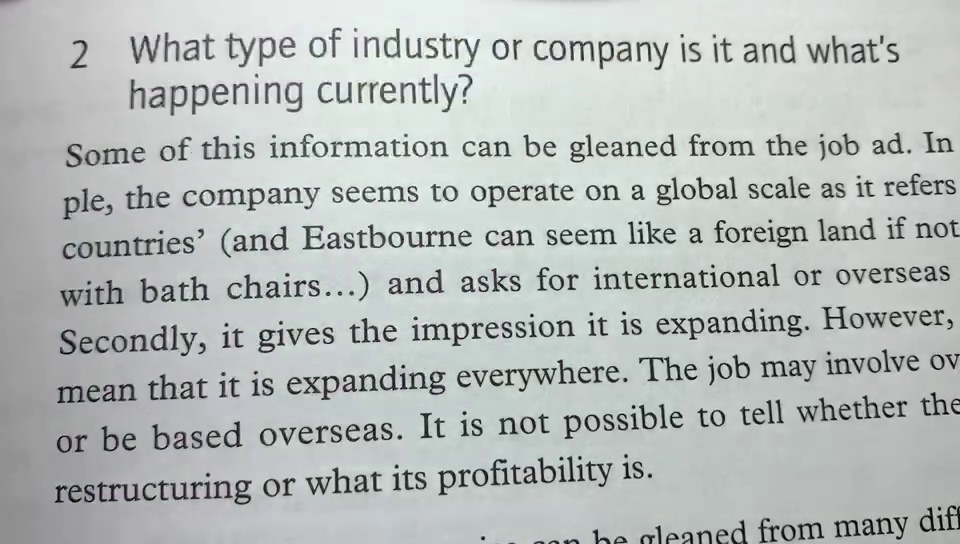 2 What type of industry or company is it and what's
happening currently?
Some of this information can be gleaned from the job ad. In
ple, the company seems to operate on a global scale as it refers
countries’ (and Eastbourne can seem like a foreign land if not
with bath chairs...) and asks for international or overseas
Secondly, it gives the impression it is expanding. However,
mean that it is expanding everywhere. The job may involve ov
or be based overseas. It is not possible to tell whether the
restructuring or what its profitability is.
can be gleaned from many diff